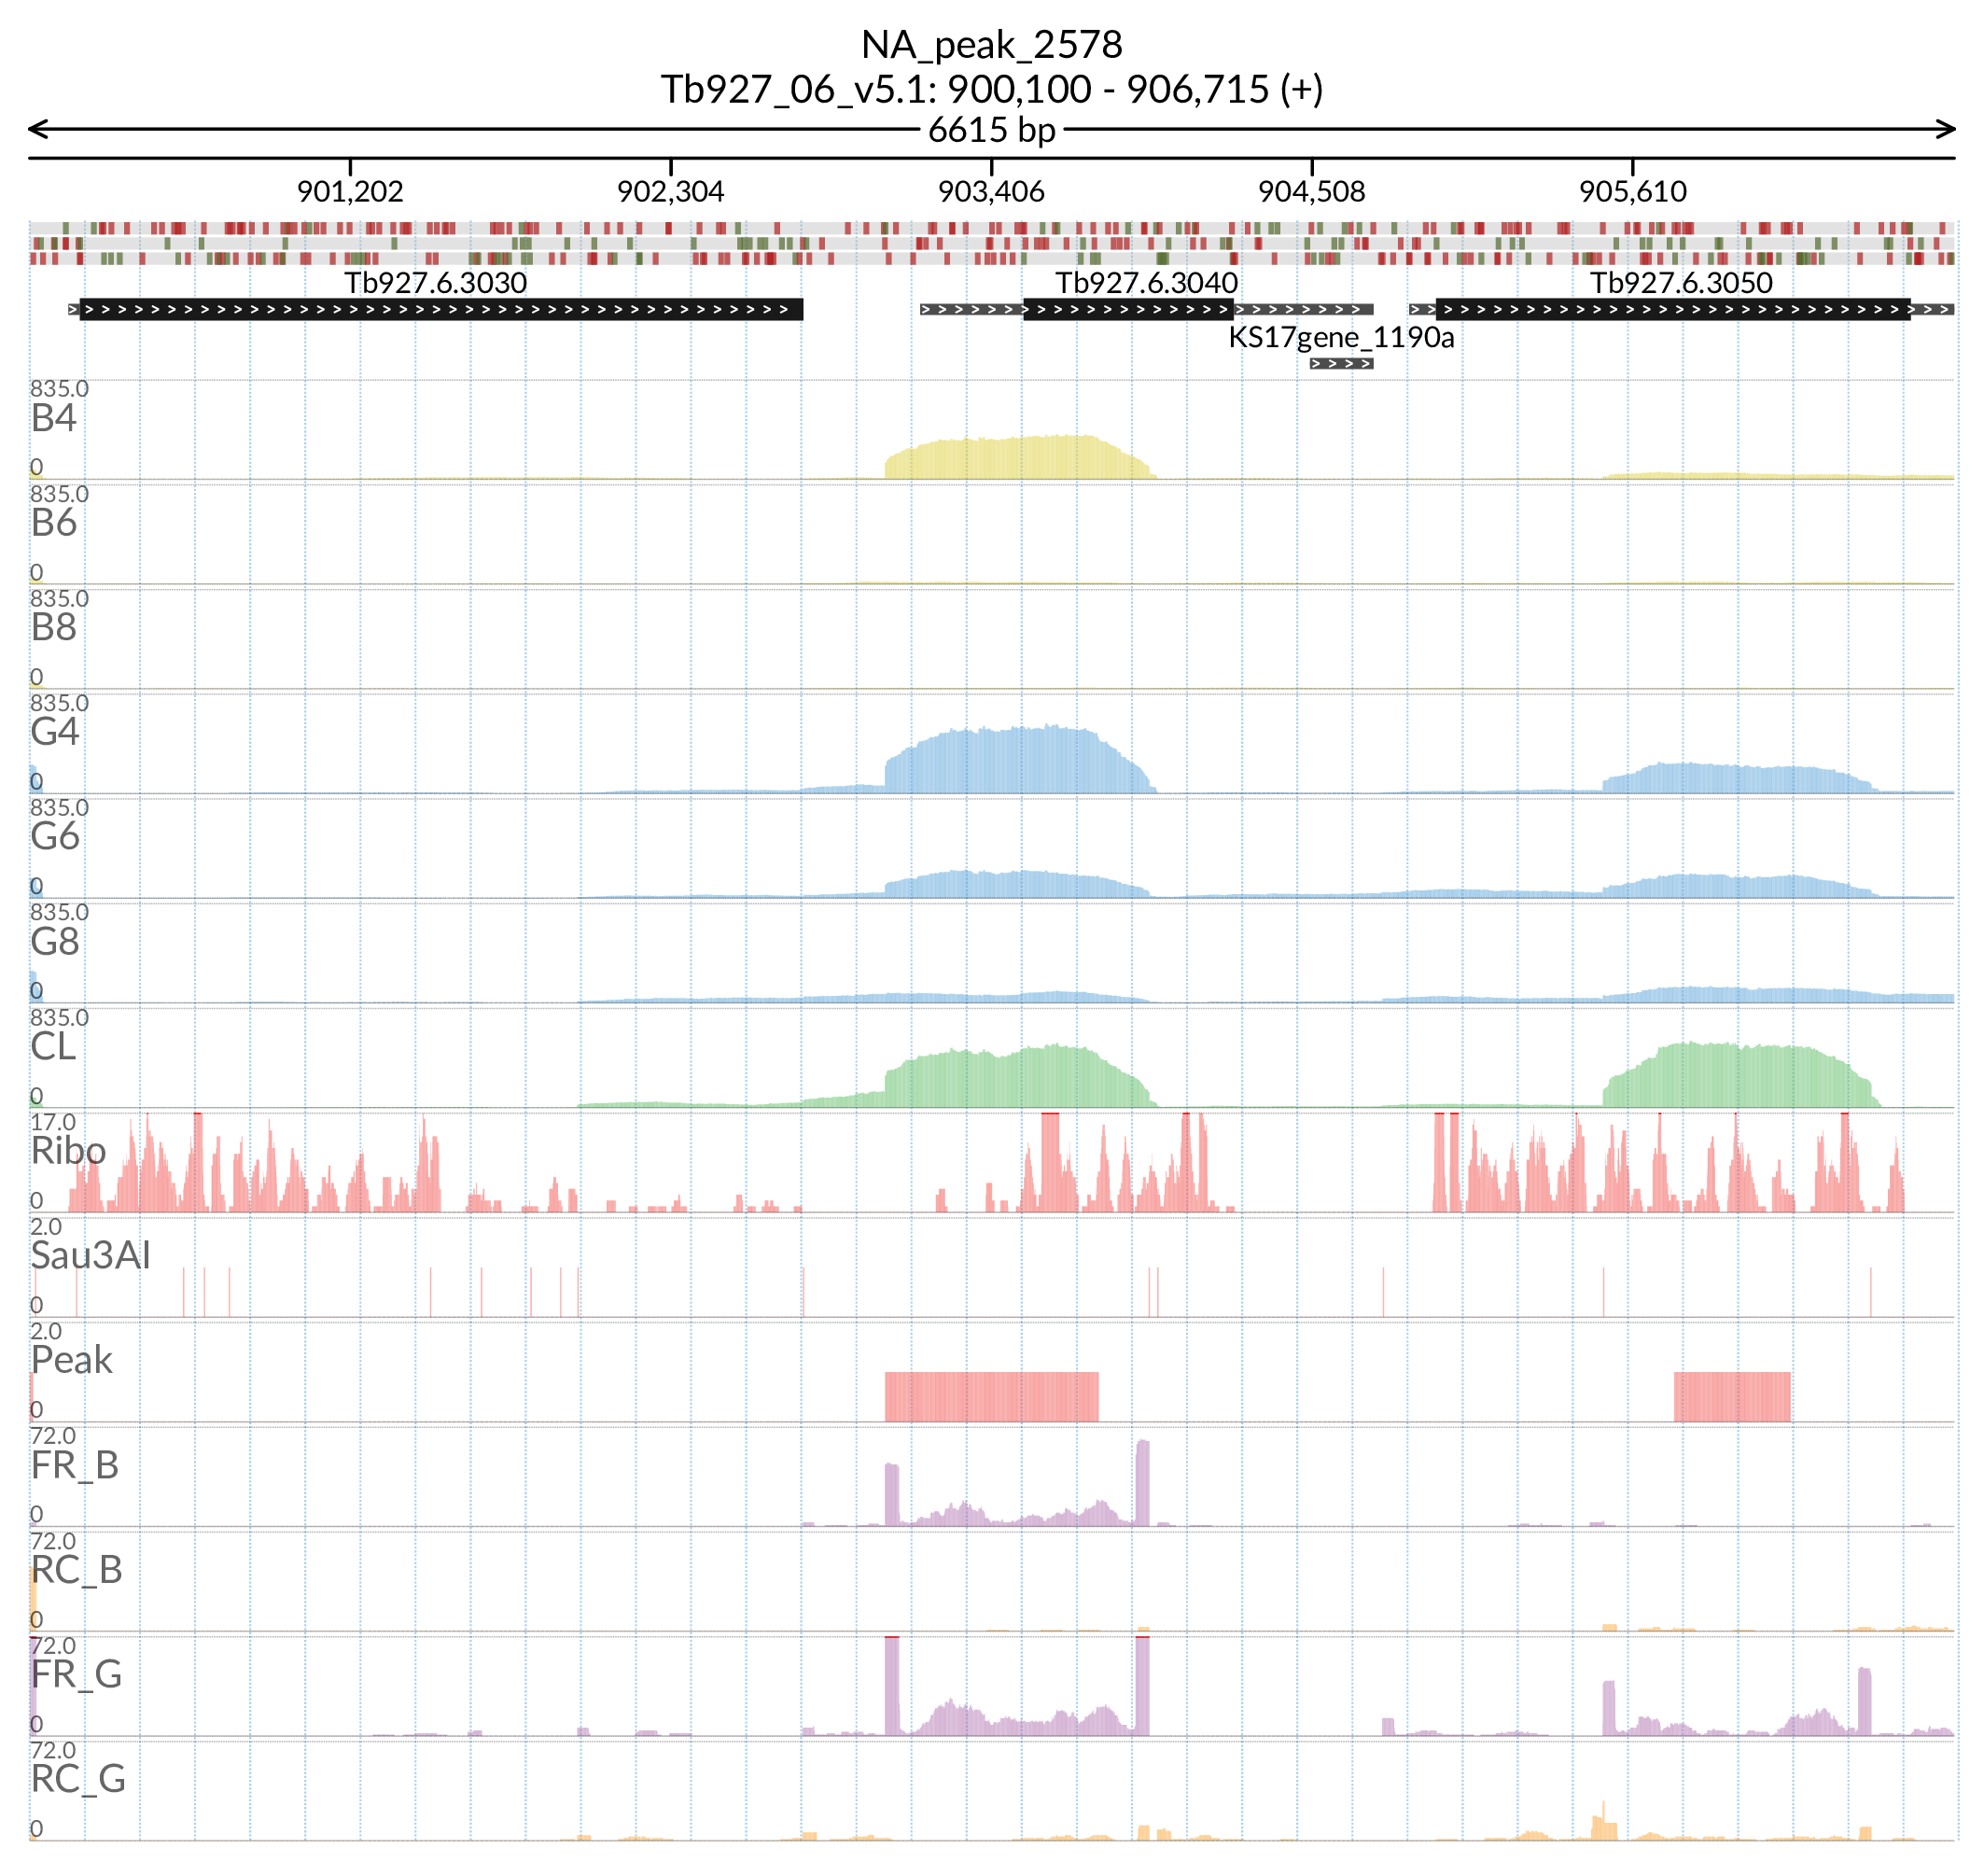 NA_peak_2578
Tb927_06_v5.1: 900,100 - 906,715 (+)
6615 bp
901,202 902,304 903,406 904,508 905,610
Tb927.6.3030 Tb927.6.3040 Tb927.6.3050
KS17gene_1190a
835.0
B4
0
835.0
B6
0
835.0
B8
0
835.0
G4
0
835.0
G6
0
835.0
G8
0
835.0
CL
0
17.0
Ribo
0
2.0
Sau3AI
0
2.0
Peak
0
72.0
FR_B
0
72.0
RC_B
0
72.0
FR_G
0
72.0
RC_G
0